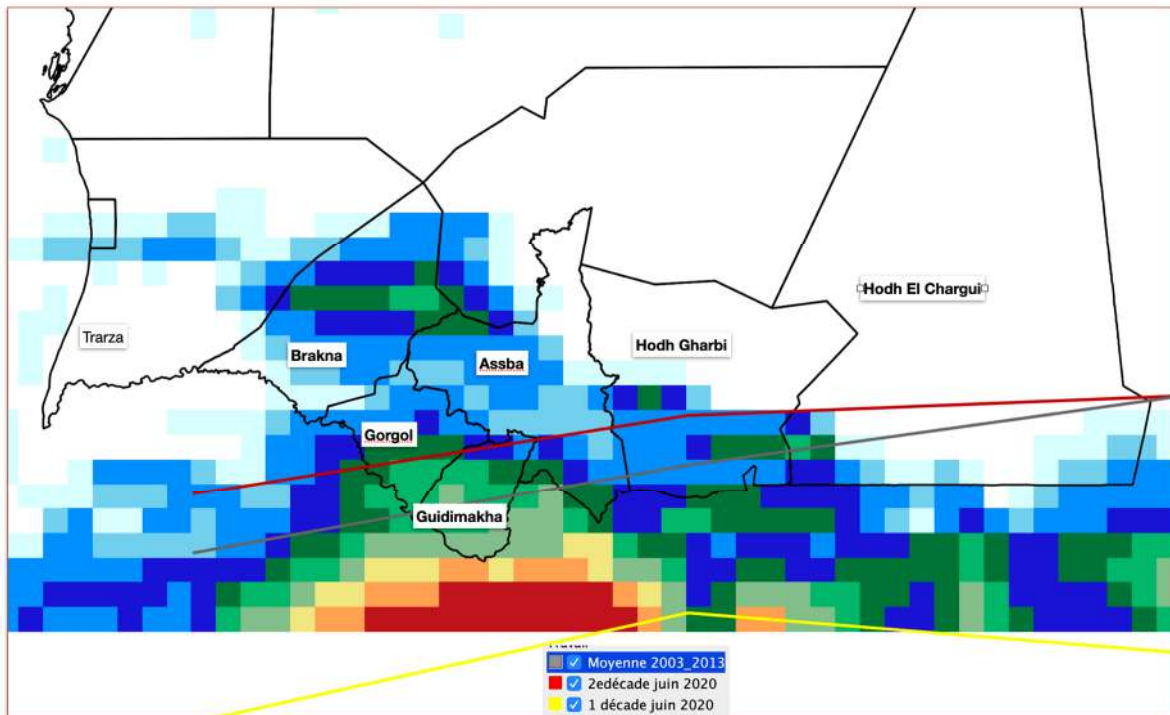 Hodh El Chargui
Trarza
Hodh Gharbi
Brakna
Assba
Gorgol
Guidimakha
Travail
Moyenne 2003_2013
2edécade juin 2020
1 décade juin 2020